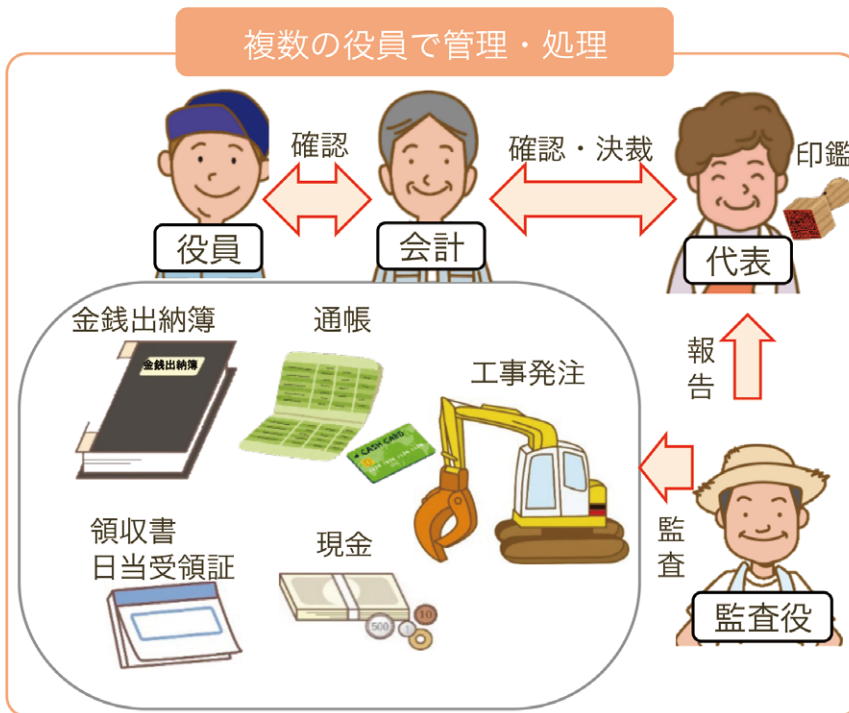 複数の役員で管理・処理
確認
確認・決裁
印鑑
役員
会計
代表
金銭出納簿
金銭出納簿
通帳
CASH CARD
工事発注
報告
領収書
日当受領証
現金
500
1
10
監査
監査役